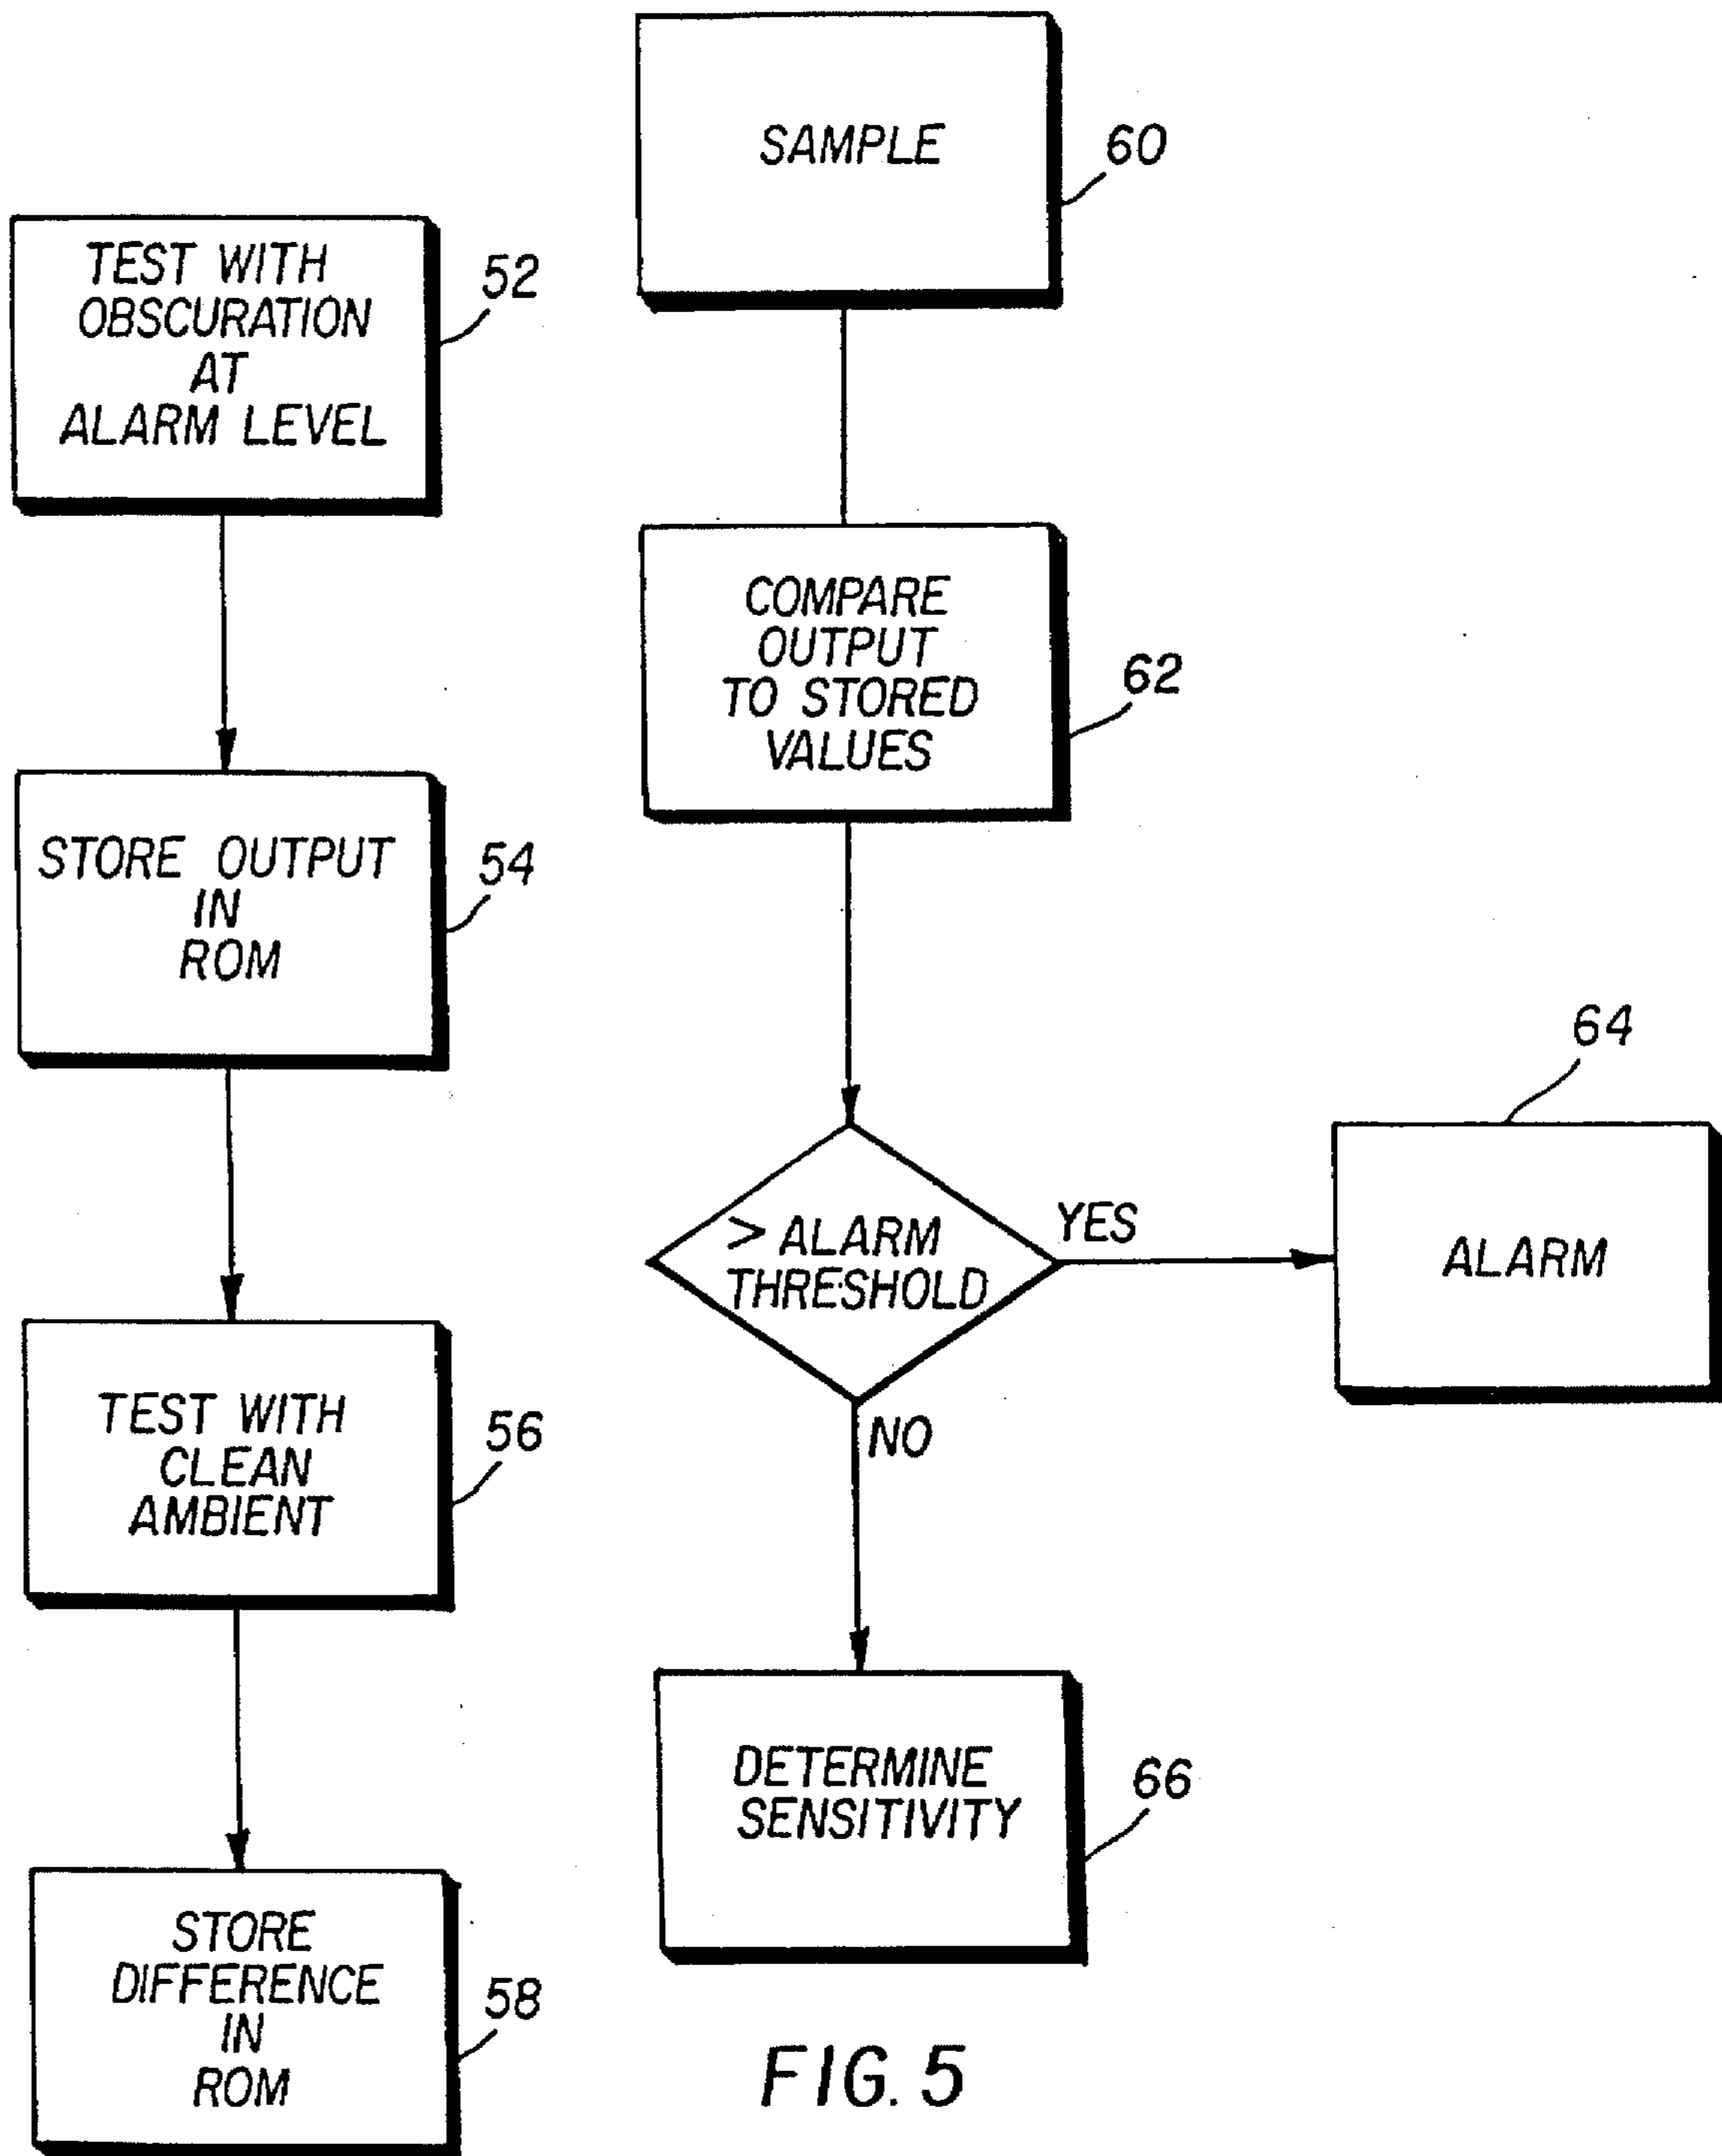 TEST WITH
OBSCURATION
AT
ALARM LEVEL
52
STORE OUTPUT
IN
ROM
54
TEST WITH
CLEAN
AMBIENT
56
STORE
DIFFERENCE
IN
ROM
58
SAMPLE
60
COMPARE
OUTPUT
TO STORED
VALUES
62
> ALARM
THRESHOLD
YES
NO
64
ALARM
DETERMINE
SENSITIVITY
66
FIG. 5